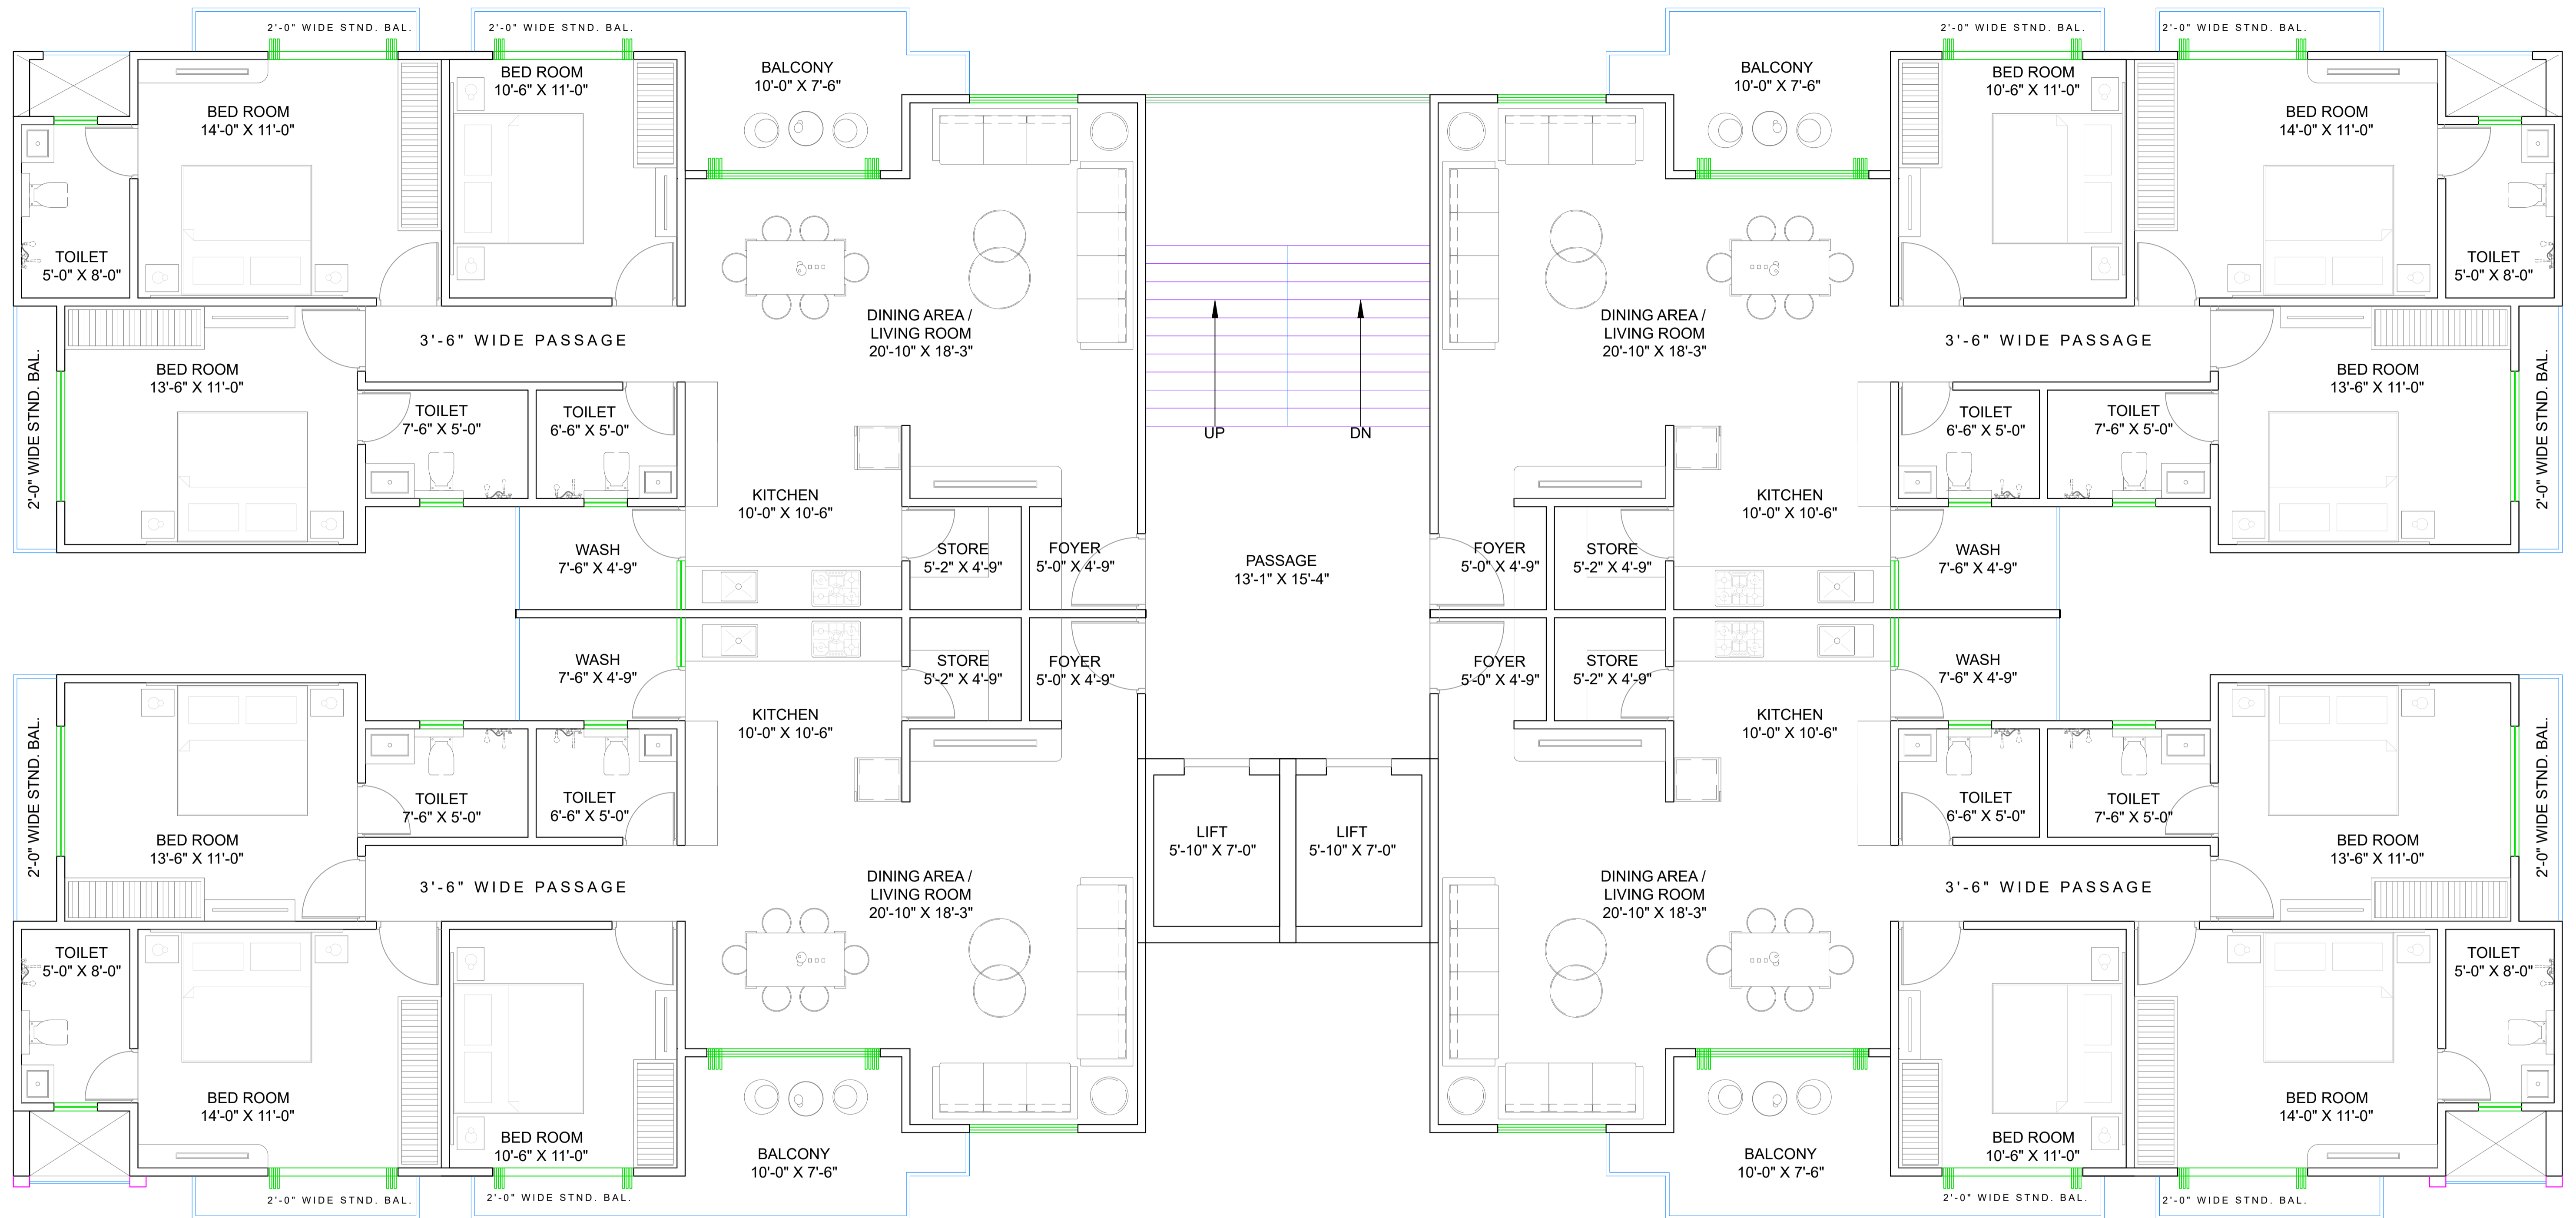 2'-0" WIDE STND. BAL.
2'-0" WIDE STND. BAL.
2'-0" WIDE STND. BAL.
2'-0" WIDE STND. BAL.
BED ROOM
14'-0" X 11'-0"
BED ROOM
10'-6" X 11'-0"
BALCONY
10'-0" X 7'-6"
BALCONY
10'-0" X 7'-6"
BED ROOM
10'-6" X 11'-0"
BED ROOM
14'-0" X 11'-0"
TOILET
5'-0" X 8'-0"
TOILET
5'-0" X 8'-0"
DINING AREA /
LIVING ROOM
20'-10" X 18'-3"
DINING AREA /
LIVING ROOM
20'-10" X 18'-3"
3'-6" WIDE PASSAGE
3'-6" WIDE PASSAGE
2'-0" WIDE STND. BAL.
BED ROOM
13'-6" X 11'-0"
TOILET
7'-6" X 5'-0"
TOILET
6'-6" X 5'-0"
UP
DN
TOILET
6'-6" X 5'-0"
TOILET
7'-6" X 5'-0"
BED ROOM
13'-6" X 11'-0"
2'-0" WIDE STND. BAL.
KITCHEN
10'-0" X 10'-6"
KITCHEN
10'-0" X 10'-6"
WASH
7'-6" X 4'-9"
STORE
5'-2" X 4'-9"
FOYER
5'-0" X 4'-9"
PASSAGE
13'-1" X 15'-4"
FOYER
5'-0" X 4'-9"
STORE
5'-2" X 4'-9"
WASH
7'-6" X 4'-9"
WASH
7'-6" X 4'-9"
STORE
5'-2" X 4'-9"
FOYER
5'-0" X 4'-9"
FOYER
5'-0" X 4'-9"
STORE
5'-2" X 4'-9"
WASH
7'-6" X 4'-9"
KITCHEN
10'-0" X 10'-6"
KITCHEN
10'-0" X 10'-6"
2'-0" WIDE STND. BAL.
BED ROOM
13'-6" X 11'-0"
TOILET
7'-6" X 5'-0"
TOILET
6'-6" X 5'-0"
LIFT
5'-10" X 7'-0"
LIFT
5'-10" X 7'-0"
TOILET
6'-6" X 5'-0"
TOILET
7'-6" X 5'-0"
BED ROOM
13'-6" X 11'-0"
2'-0" WIDE STND. BAL.
3'-6" WIDE PASSAGE
DINING AREA /
LIVING ROOM
20'-10" X 18'-3"
DINING AREA /
LIVING ROOM
20'-10" X 18'-3"
3'-6" WIDE PASSAGE
TOILET
5'-0" X 8'-0"
TOILET
5'-0" X 8'-0"
BED ROOM
14'-0" X 11'-0"
BED ROOM
10'-6" X 11'-0"
BALCONY
10'-0" X 7'-6"
BALCONY
10'-0" X 7'-6"
BED ROOM
10'-6" X 11'-0"
BED ROOM
14'-0" X 11'-0"
2'-0" WIDE STND. BAL.
2'-0" WIDE STND. BAL.
2'-0" WIDE STND. BAL.
2'-0" WIDE STND. BAL.